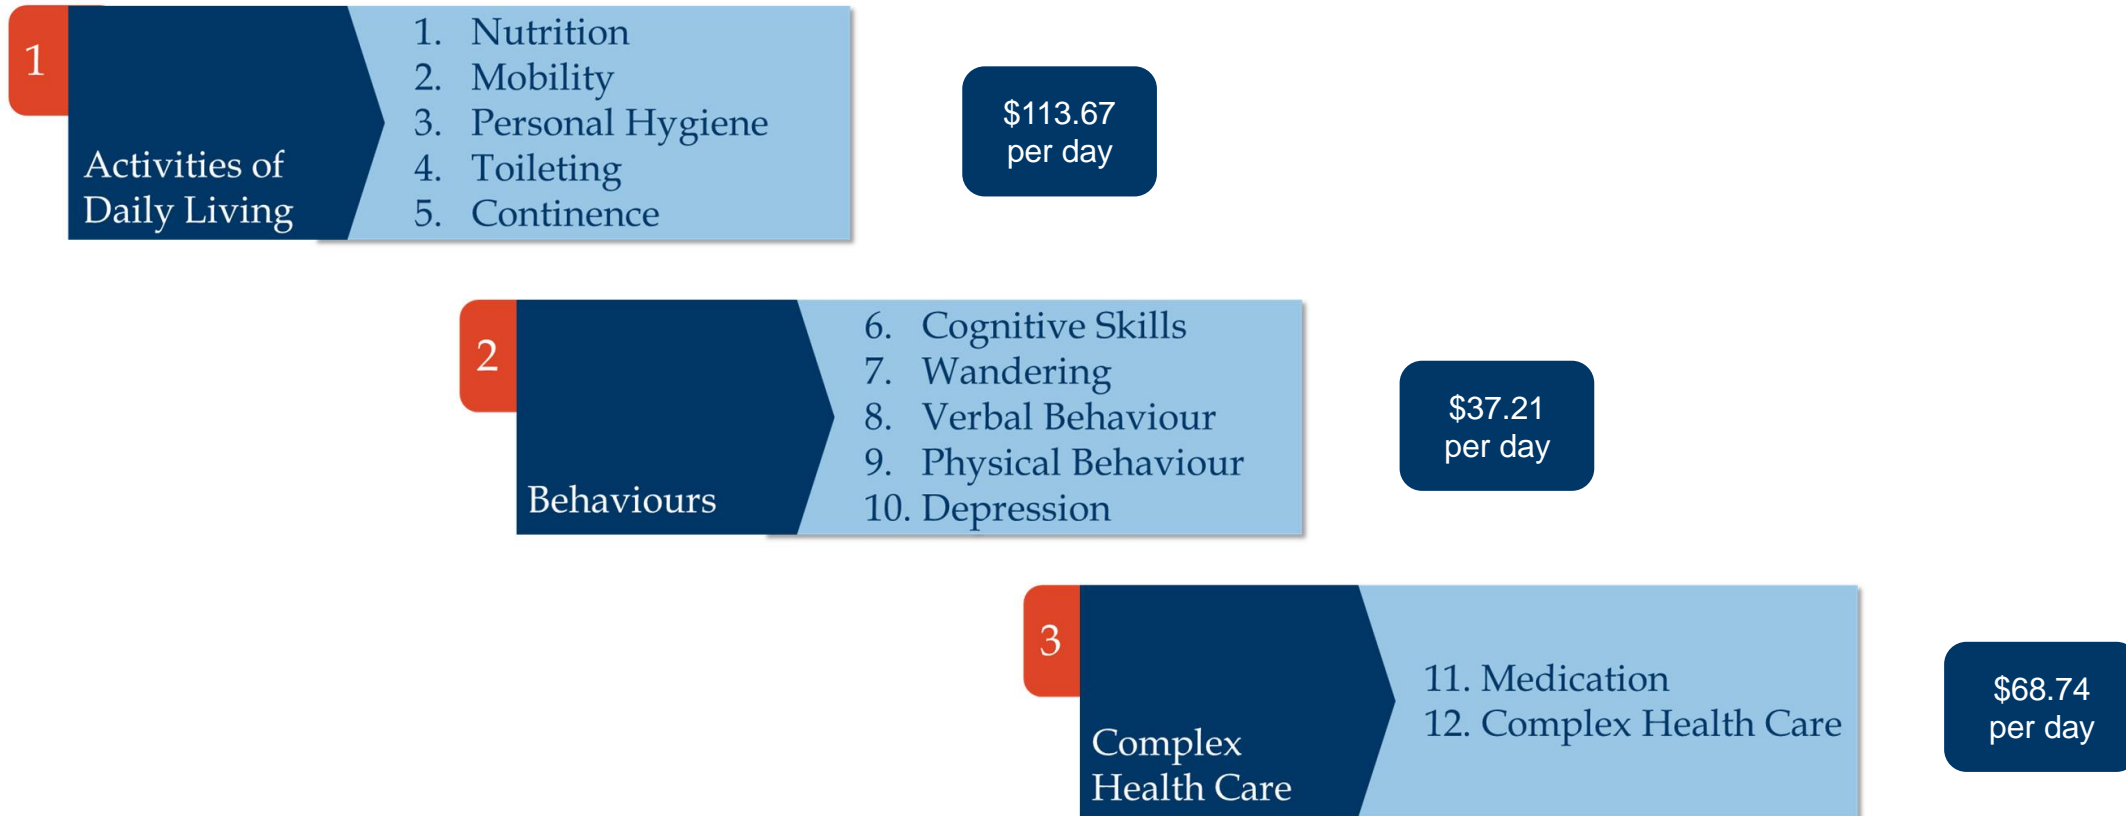 1
Activities of
Daily Living
1. Nutrition
2. Mobility
3. Personal Hygiene
4. Toileting
5. Continence
$113.67
per day
2
Behaviours
6. Cognitive Skills
7. Wandering
8. Verbal Behaviour
9. Physical Behaviour
10. Depression
$37.21
per day
3
Complex
Health Care
11. Medication
12. Complex Health Care
$68.74
per day